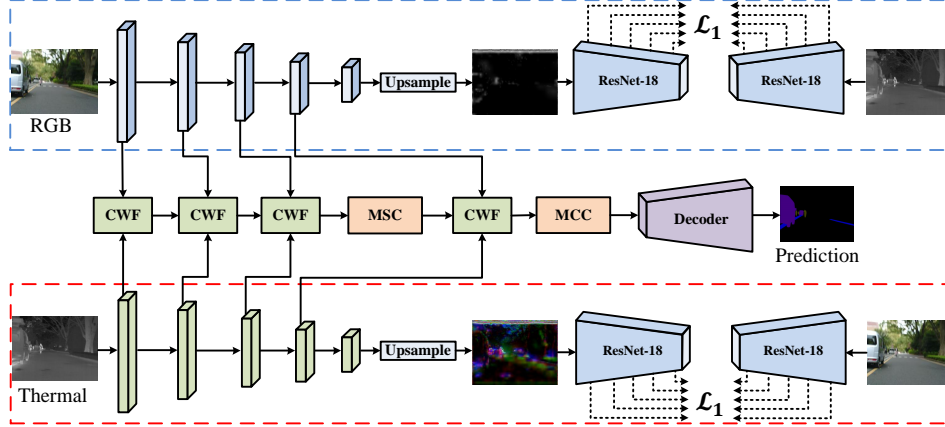 RGB
Upsample
ResNet-18
ℒ₁
ResNet-18
CWF
CWF
CWF
MSC
CWF
MCC
Decoder
Prediction
Thermal
Upsample
ResNet-18
ℒ₁
ResNet-18